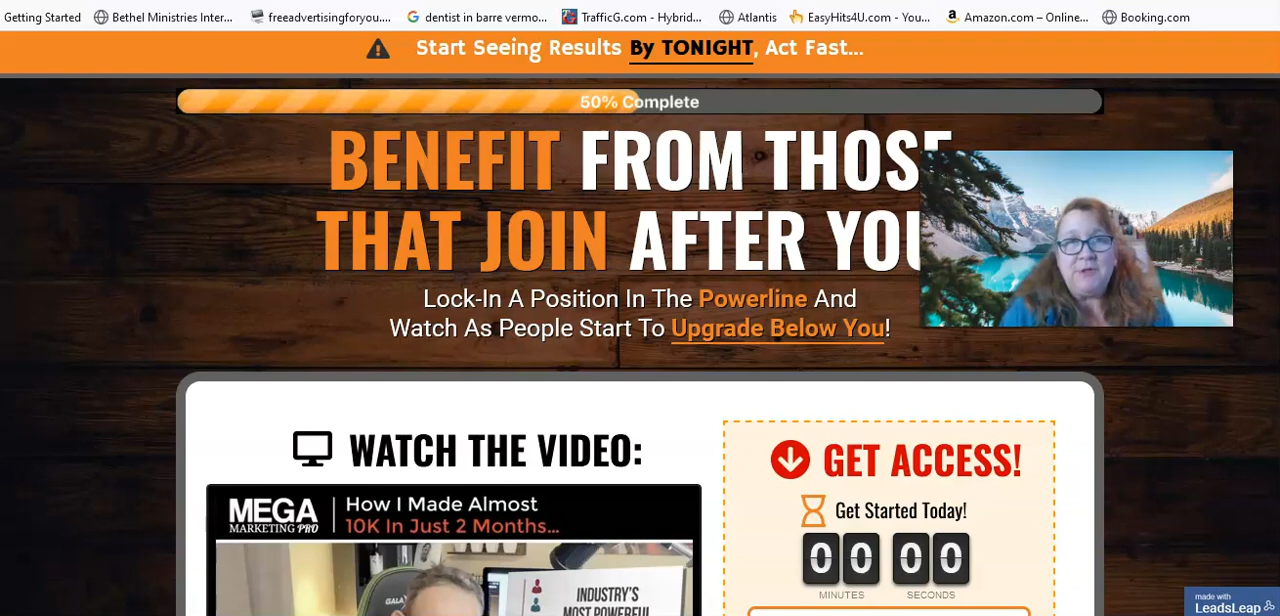 Getting Started Bethel Ministries Inter... freeadvertisingforyou.... dentist in barre vermo... TrafficG.com - Hybrid... Atlantis EasyHits4U.com - You... Amazon.com – Online... Booking.com
Start Seeing Results By TONIGHT, Act Fast...
50% Complete
BENEFIT FROM THOSE
THAT JOIN AFTER YOU
Lock-In A Position In The Powerline And
Watch As People Start To Upgrade Below You!
WATCH THE VIDEO:
MEGA
MARKETING PRO
How I Made Almost
10K In Just 2 Months...
INDUSTRY'S
MOST POWERFUL
GET ACCESS!
Get Started Today!
00 00
MINUTES SECONDS
made with
LeadsLeap